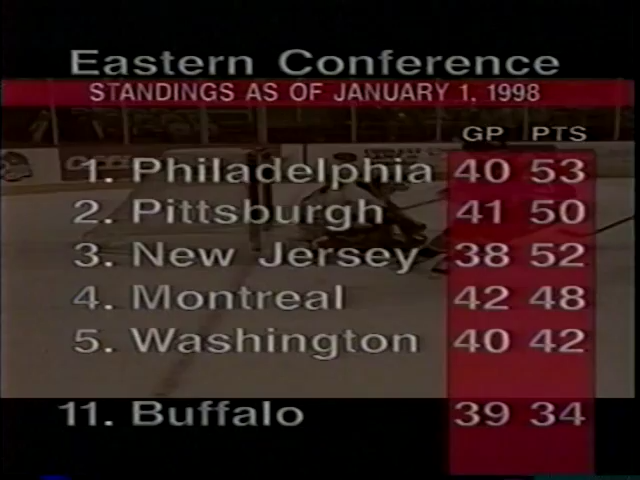 Eastern Conference
STANDINGS AS OF JANUARY 1, 1998
GP PTS
1. Philadelphia 40 53
2. Pittsburgh 41 50
3. New Jersey 38 52
4. Montreal 42 48
5. Washington 40 42
11. Buffalo 39 34